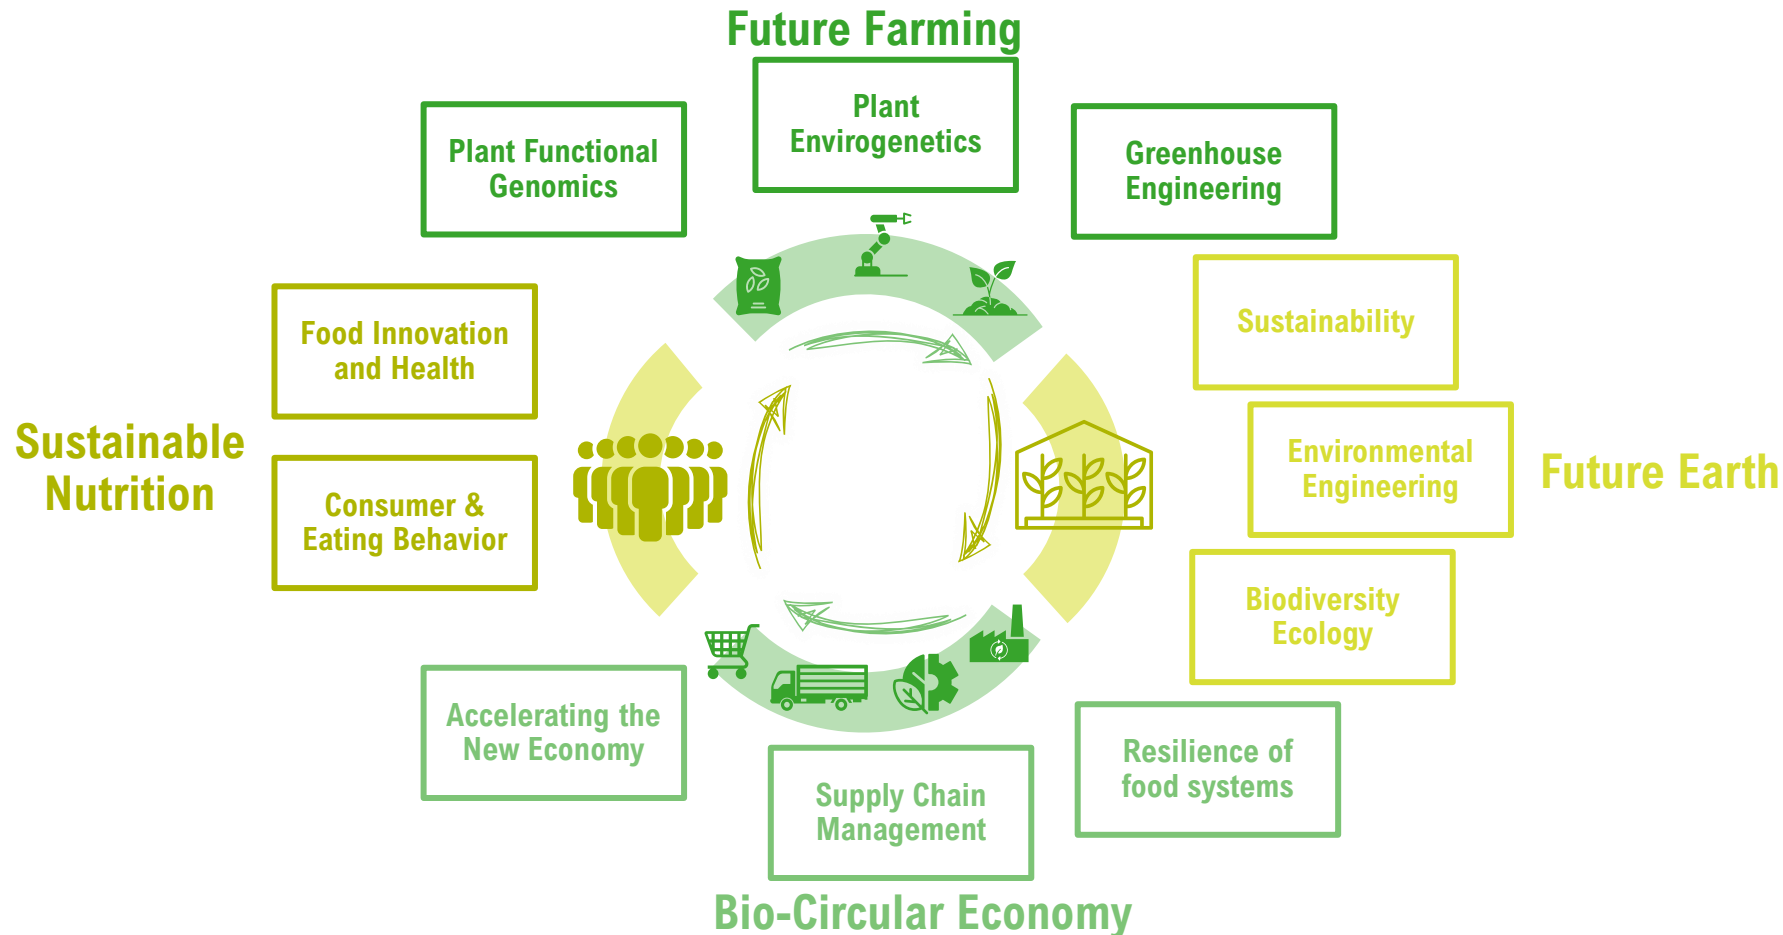 Future Farming
Plant
Envirogenetics
Plant Functional
Genomics
Greenhouse
Engineering
Food Innovation
and Health
Sustainability
Sustainable
Nutrition
Consumer &
Eating Behavior
Environmental
Engineering
Future Earth
Biodiversity
Ecology
Accelerating the
New Economy
Supply Chain
Management
Resilience of
food systems
Bio-Circular Economy